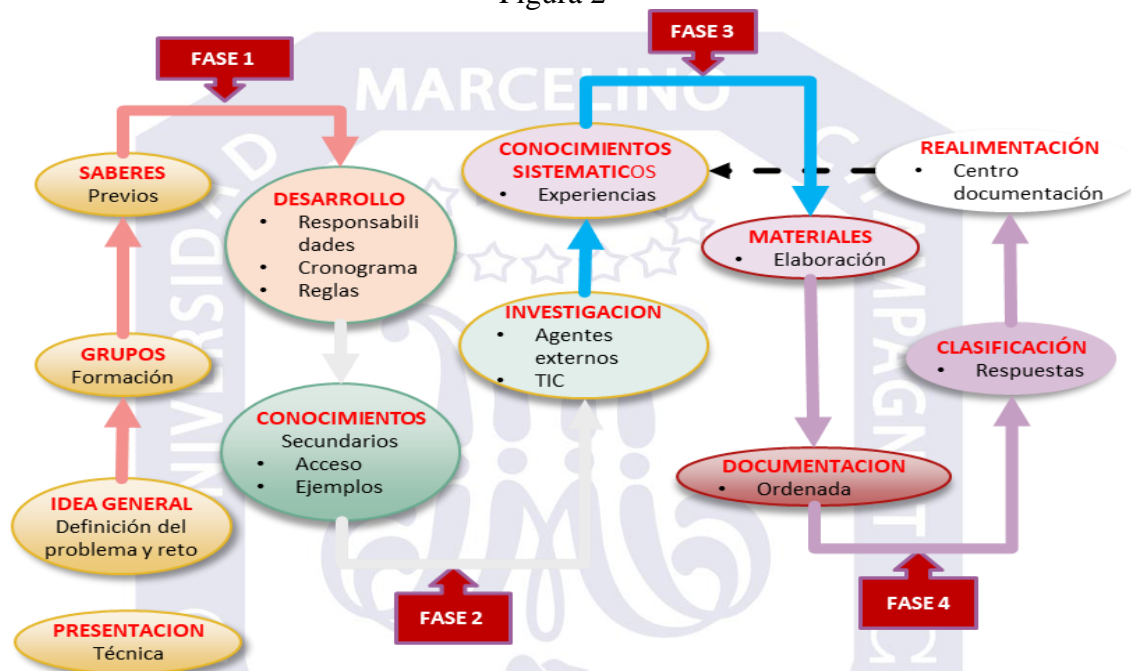 Figura 2
FASE 1
SABERES
Previos
GRUPOS
Formación
IDEA GENERAL
Definición del
problema y reto
PRESENTACION
Técnica
DESARROLLO
• Responsabili
dades
• Cronograma
• Reglas
CONOCIMIENTOS
Secundarios
• Acceso
• Ejemplos
FASE 2
INVESTIGACION
• Agentes
externos
• TIC
CONOCIMIENTOS
SISTEMATICOS
• Experiencias
FASE 3
MATERIALES
• Elaboración
DOCUMENTACION
• Ordenada
FASE 4
CLASIFICACIÓN
• Respuestas
REALIMENTACIÓN
• Centro
documentación
MARCELINO